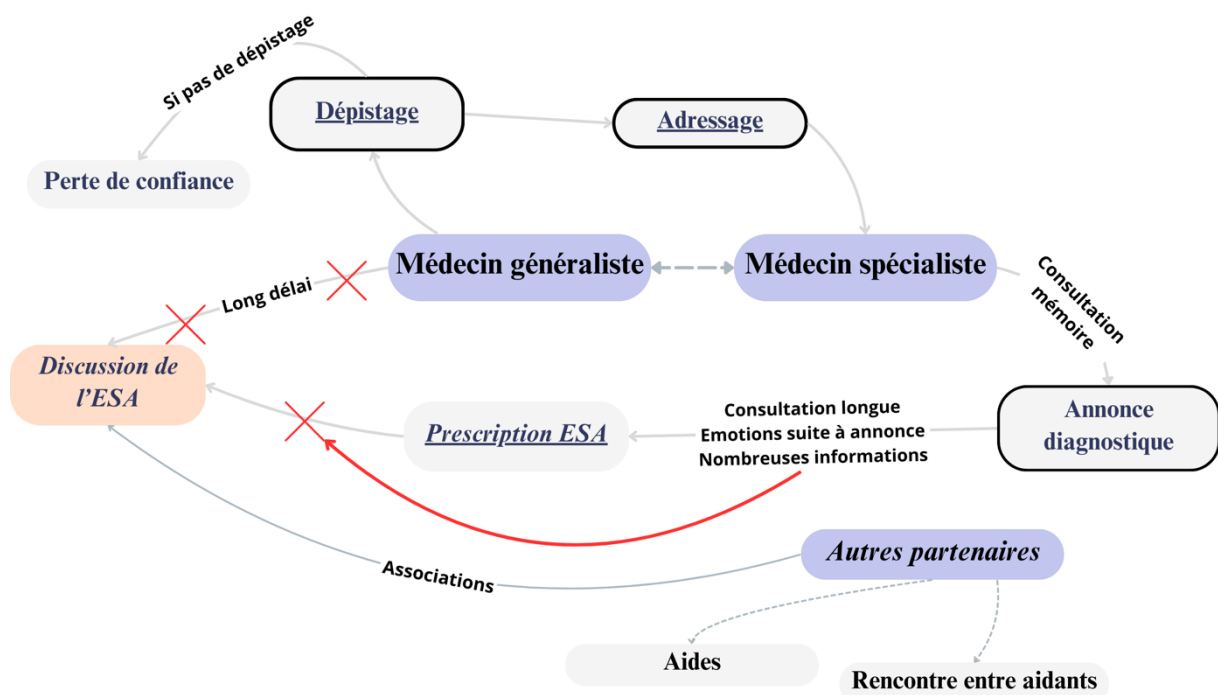 Si pas de dépistage
Dépistage
Adressage
Perte de confiance
Médecin généraliste
Médecin spécialiste
Consultation
mémoire
Long délai
Discussion de
l’ESA
Prescription ESA
Consultation longue
Emotions suite à annonce
Nombreuses informations
Annonce
diagnostique
Autres partenaires
Associations
Aides
Rencontre entre aidants